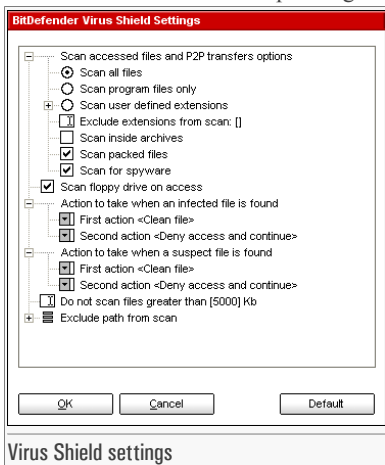 BitDefender Virus Shield Settings
Scan accessed files and P2P transfers options
Scan all files
Scan program files only
Scan user defined extensions
Exclude extensions from scan: []
Scan inside archives
Scan packed files
Scan for spyware
Scan floppy drive on access
Action to take when an infected file is found
First action <Clean file>
Second action <Deny access and continue>
Action to take when a suspect file is found
First action <Clean file>
Second action <Deny access and continue>
Do not scan files greater than [5000] Kb
Exclude path from scan
OK Cancel Default
Virus Shield settings